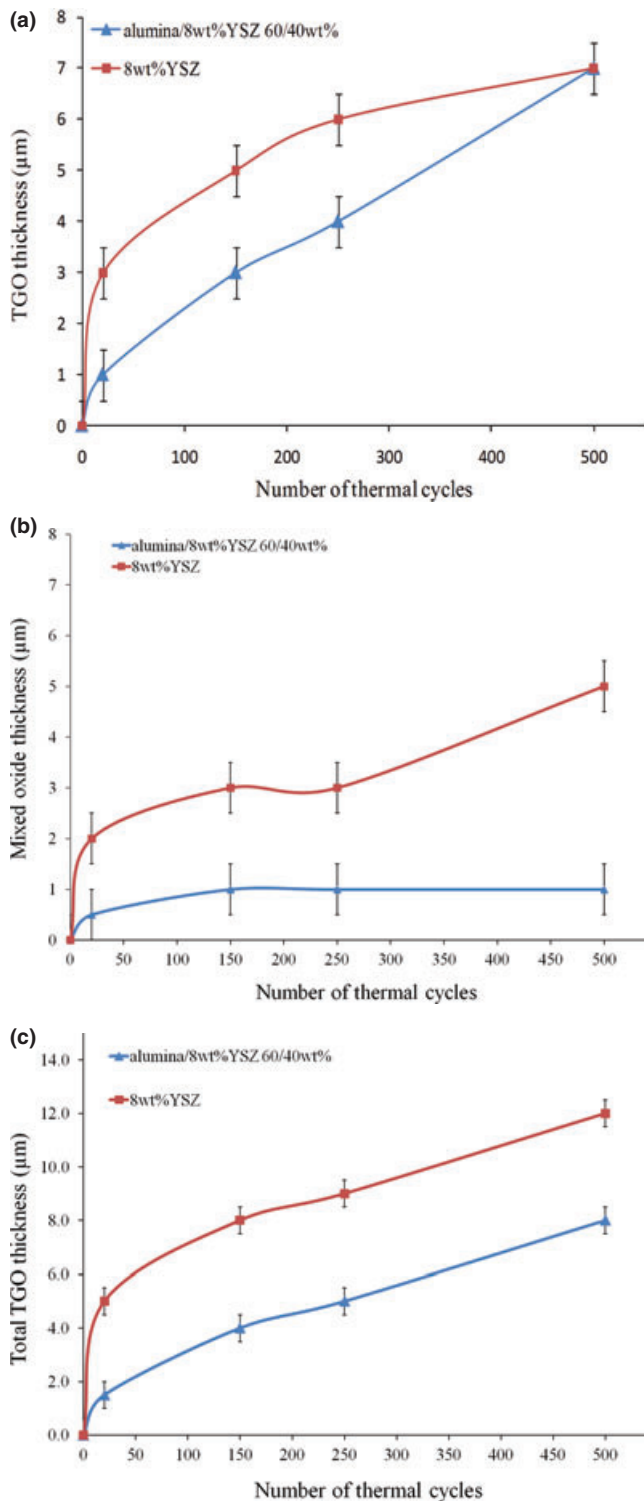 (a)
alumina/8wt%YSZ 60/40wt%
8wt%YSZ
TGO thickness (µm)
8
7
6
5
4
3
2
1
0
0 100 200 300 400 500
Number of thermal cycles
(b)
alumina/8wt%YSZ 60/40wt%
8wt%YSZ
Mixed oxide thickness (µm)
8
7
6
5
4
3
2
1
0
0 50 100 150 200 250 300 350 400 450 500
Number of thermal cycles
(c)
alumina/8wt%YSZ 60/40wt%
8wt%YSZ
Total TGO thickness (µm)
14.0
12.0
10.0
8.0
6.0
4.0
2.0
0.0
0 50 100 150 200 250 300 350 400 450 500
Number of thermal cycles